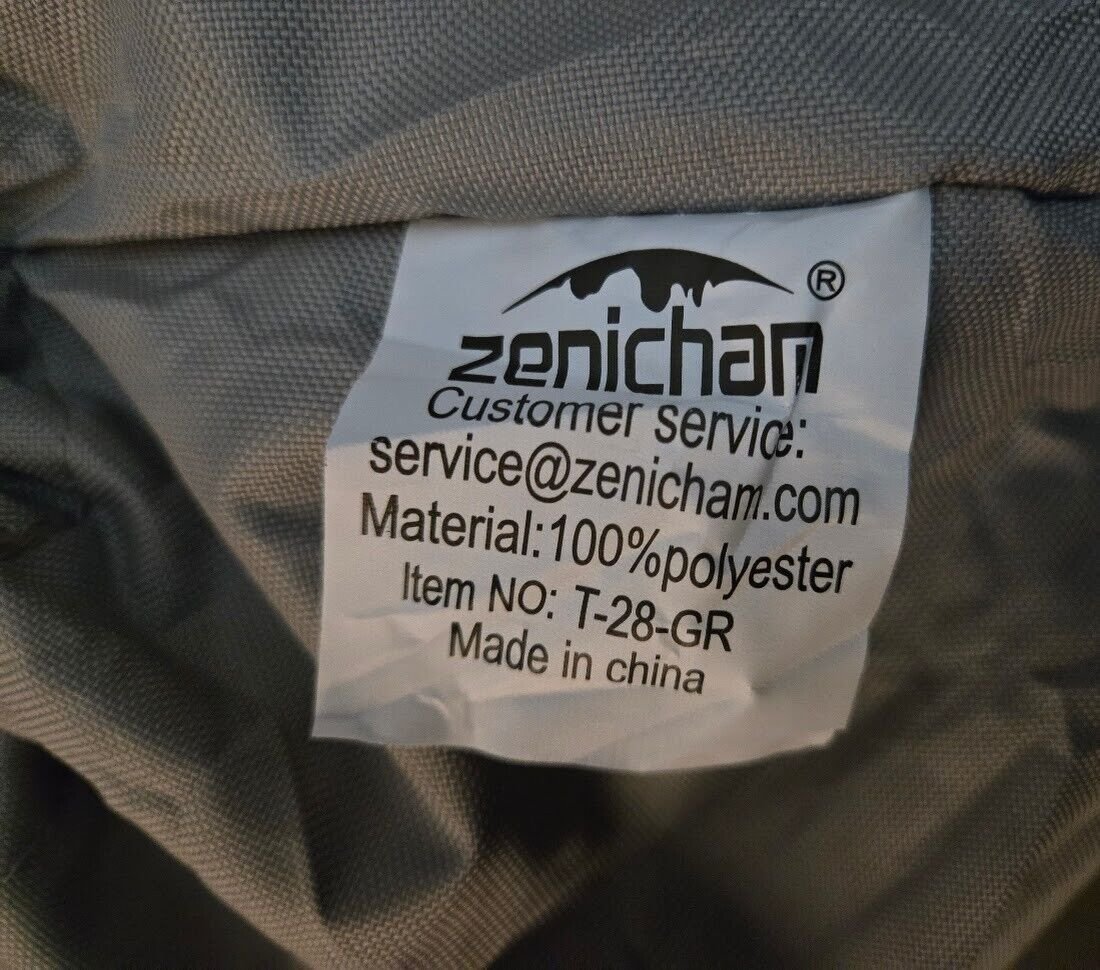 ®
zenicham
Customer service:
service@zenicham.com
Material:100%polyester
Item NO: T-28-GR
Made in china